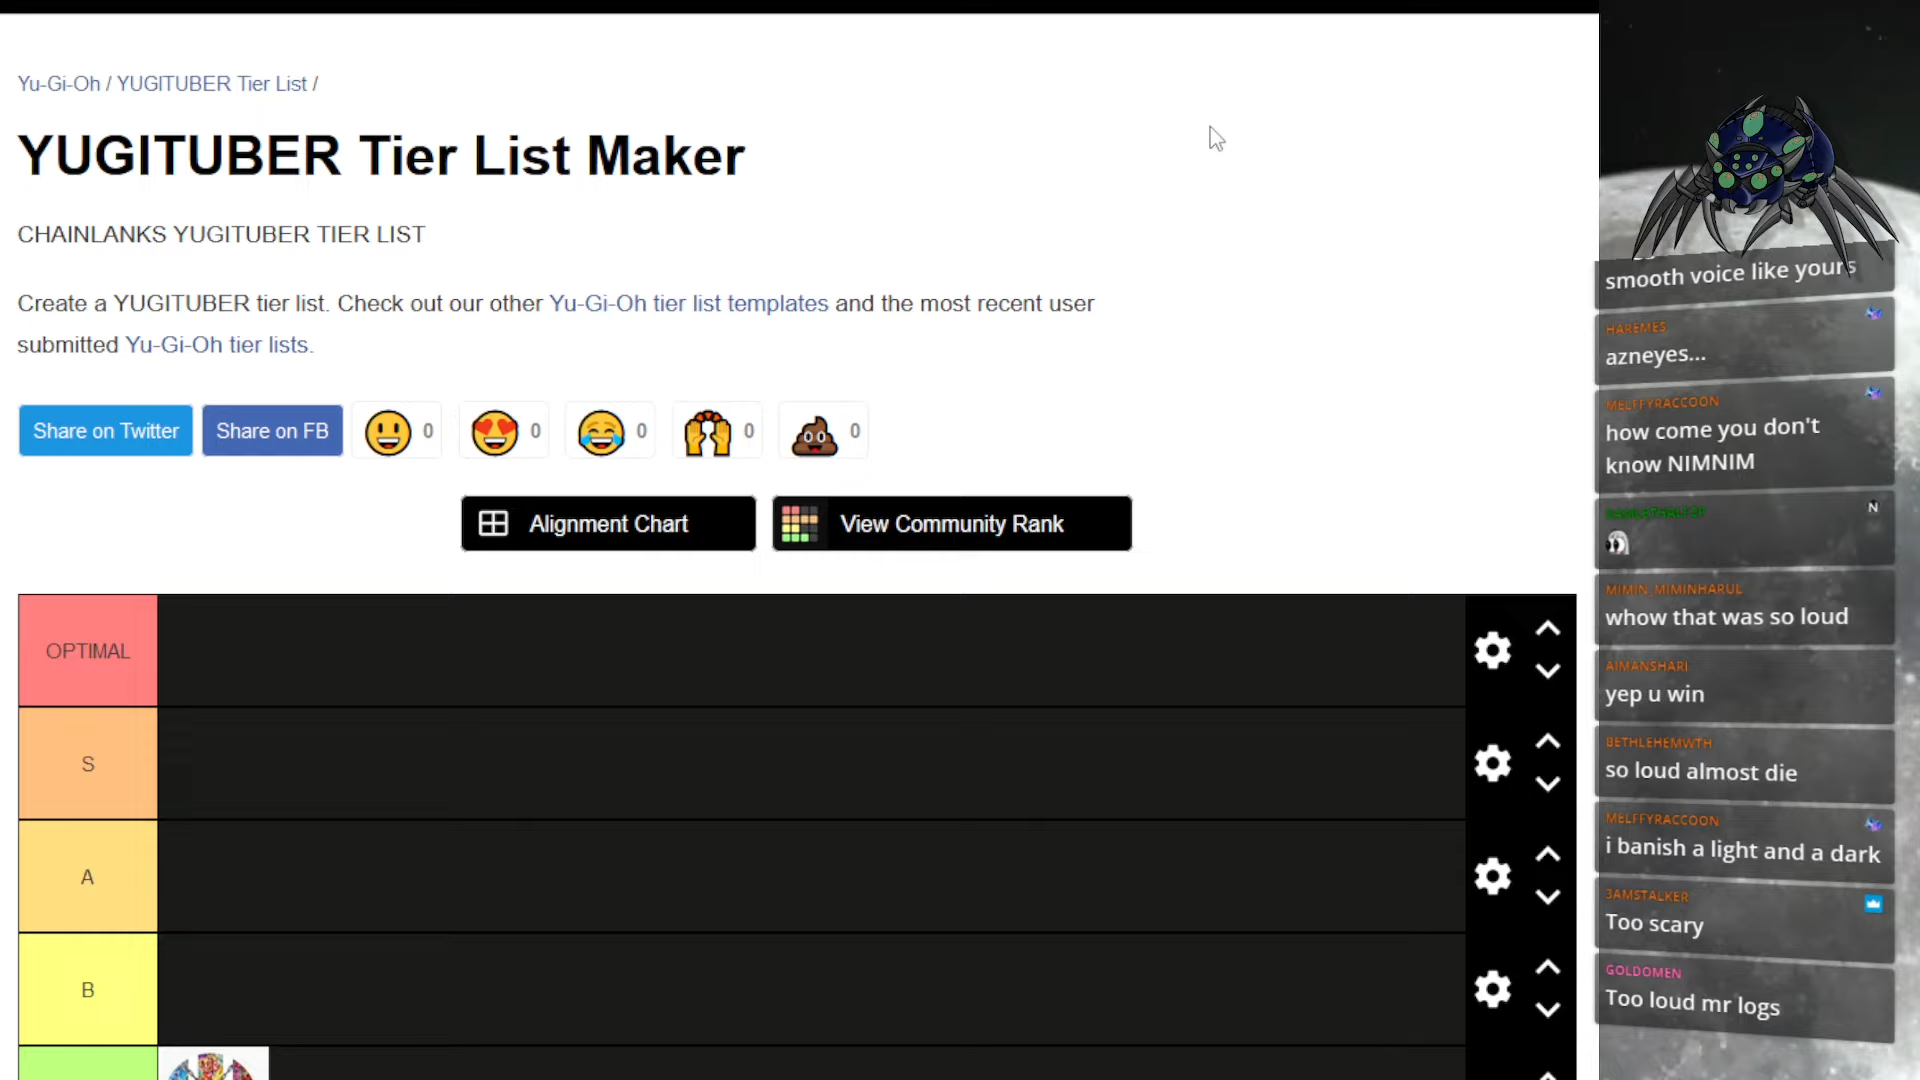 Yu-Gi-Oh / YUGITUBER Tier List /
YUGITUBER Tier List Maker
CHAINLANKS YUGITUBER TIER LIST
Create a YUGITUBER tier list. Check out our other Yu-Gi-Oh tier list templates and the most recent user
submitted Yu-Gi-Oh tier lists.
Share on Twitter
Share on FB
0
0
0
0
0
Alignment Chart
View Community Rank
OPTIMAL
S
A
B
smooth voice like yours
HAREMES
azneyes...
MELFFYRACCOON
how come you don't
know NIMNIM
N
MIMIN_MIMINHARUL
whow that was so loud
AIMANSHARI
yep u win
BETHLEHEMWTH
so loud almost die
MELFFYRACCOON
i banish a light and a dark
3AMSTALKER
Too scary
GOLDOMEN
Too loud mr logs